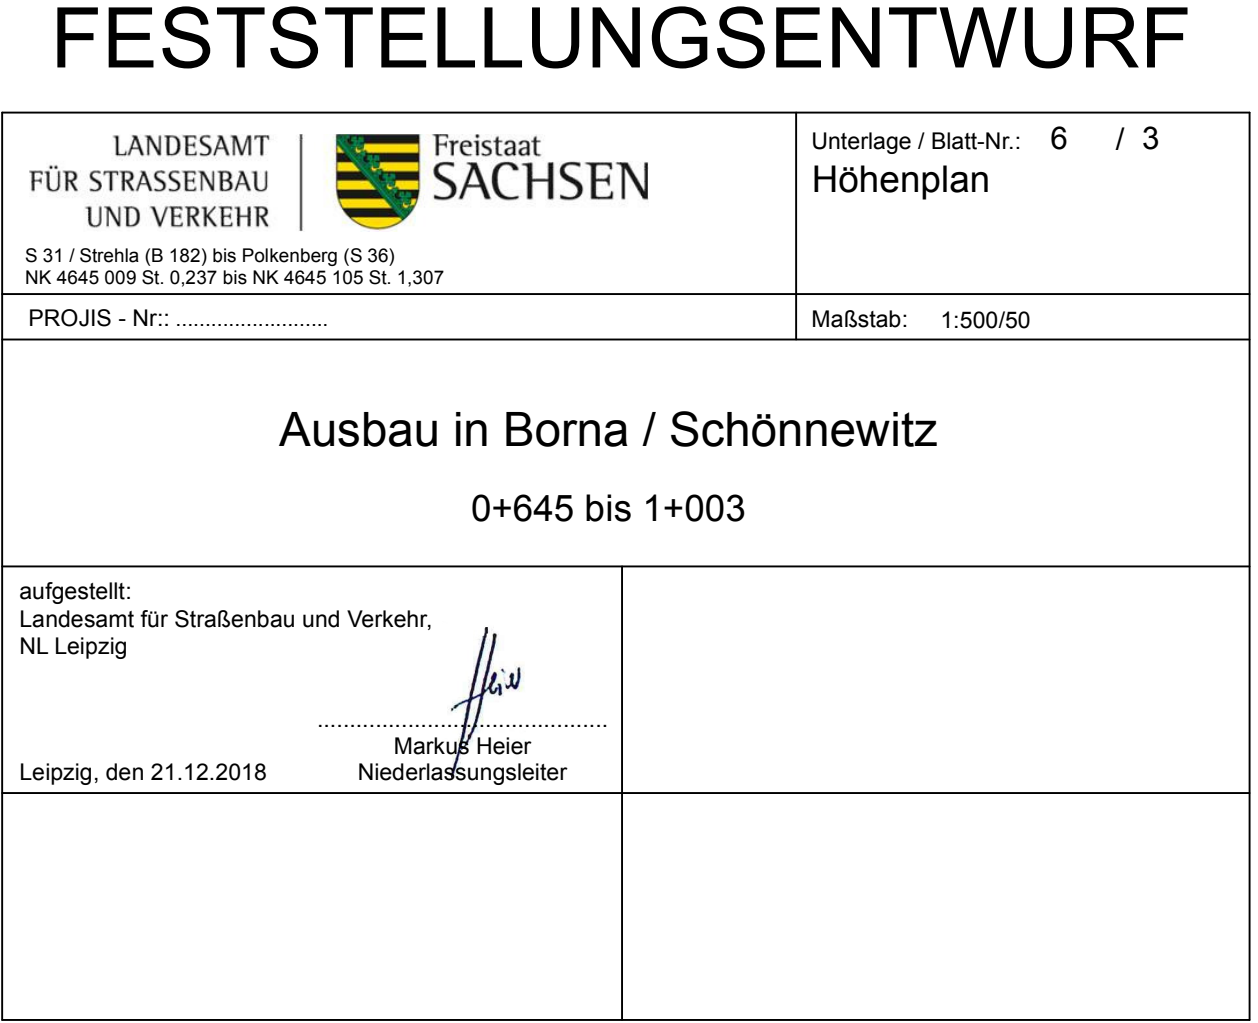 FESTSTELLUNGSENTWURF
LANDESAMT
FÜR STRASSENBAU
UND VERKEHR
Freistaat
SACHSEN
S 31 / Strehla (B 182) bis Polkenberg (S 36)
NK 4645 009 St. 0,237 bis NK 4645 105 St. 1,307
Unterlage / Blatt-Nr.: 6 / 3
Höhenplan
PROJIS - Nr:: ..........................
Maßstab: 1:500/50
Ausbau in Borna / Schönnewitz
0+645 bis 1+003
aufgestellt:
Landesamt für Straßenbau und Verkehr,
NL Leipzig
Heier
.............................................
Markus Heier
Leipzig, den 21.12.2018 Niederlassungsleiter